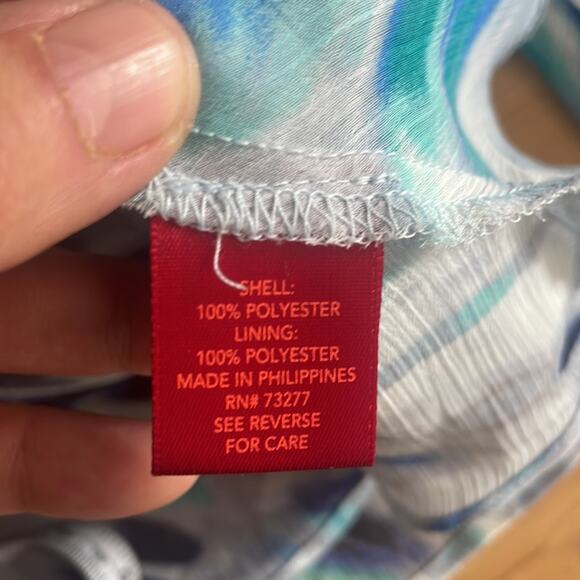 SHELL:
100% POLYESTER
LINING:
100% POLYESTER
MADE IN PHILIPPINES
RN# 73277
SEE REVERSE
FOR CARE